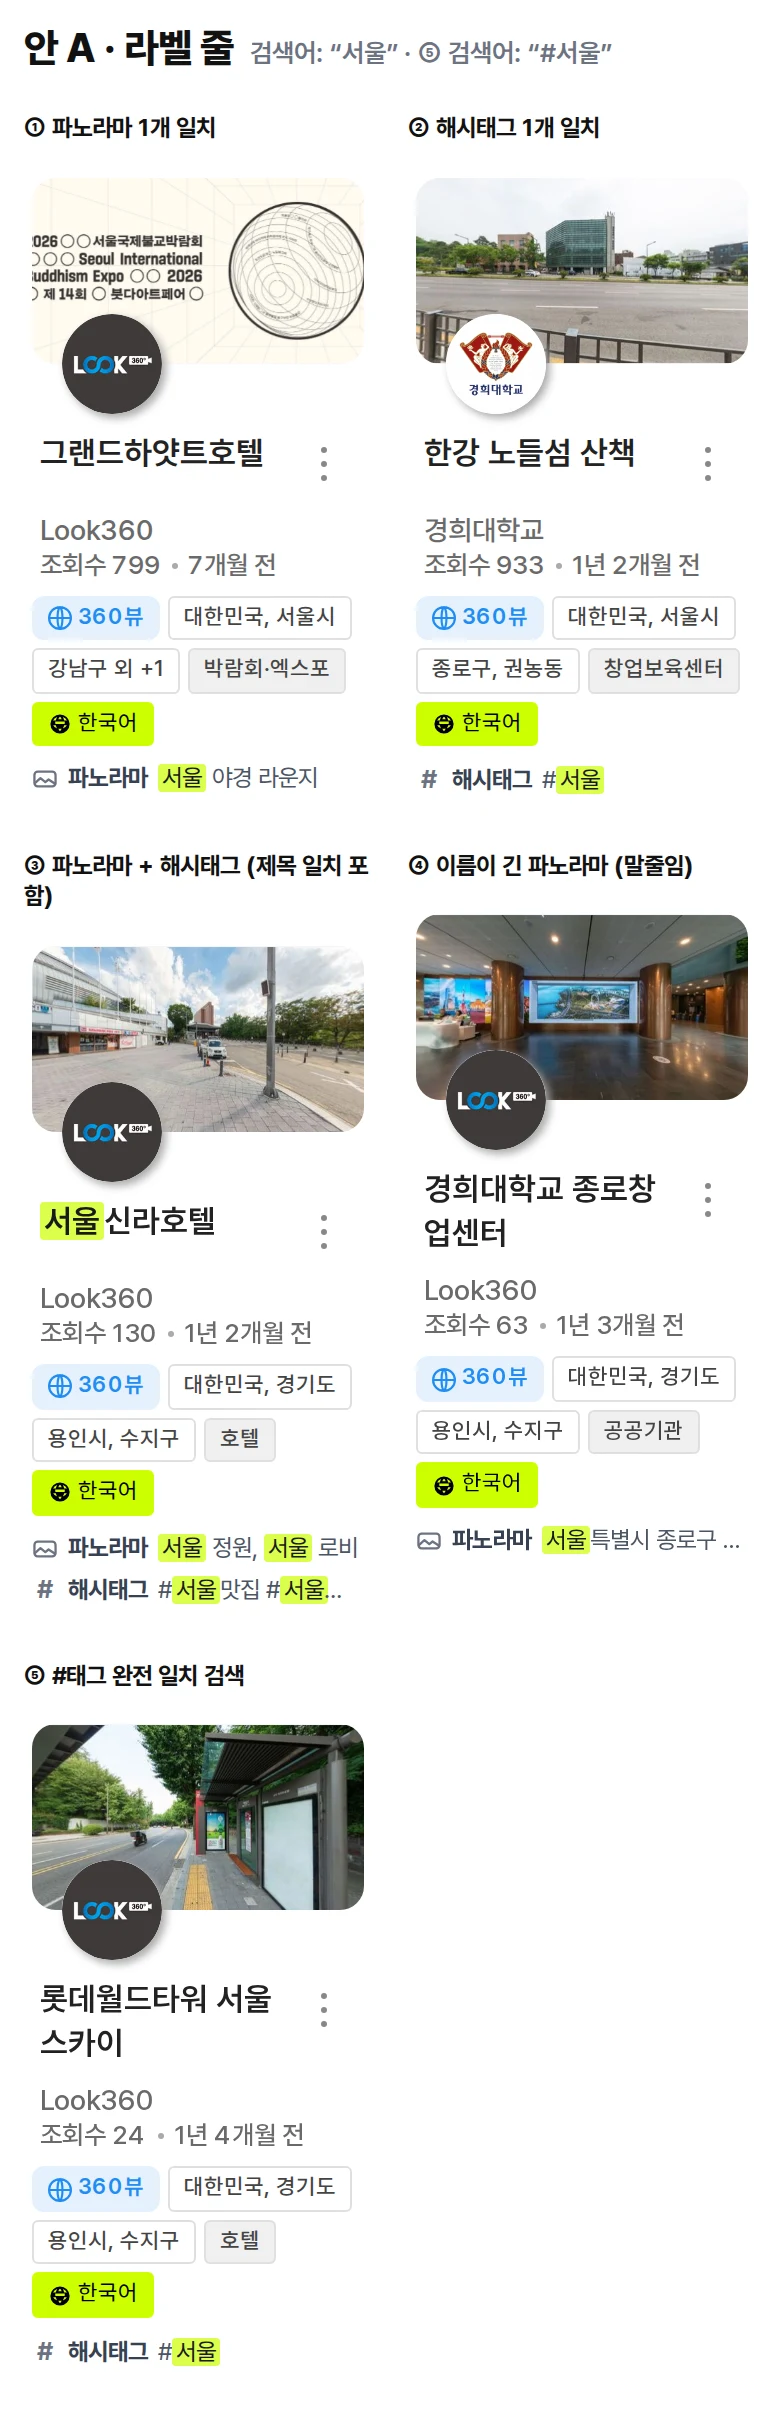 안 A · 라벨 줄 검색어: “서울” · ⑤ 검색어: “#서울”
① 파노라마 1개 일치
2026 ○○서울국제불교박람회
○○○ Seoul International
Buddhism Expo ○○ 2026
○ 제14회 ○ 붓다아트페어 ○
LOOK 360°
그랜드하얏트호텔
Look360
조회수 799 • 7개월 전
360뷰 대한민국, 서울시
강남구 외 +1 박람회·엑스포
한국어
파노라마 서울 야경 라운지
② 해시태그 1개 일치
경희대학교
한강 노들섬 산책
경희대학교
조회수 933 • 1년 2개월 전
360뷰 대한민국, 서울시
종로구, 권농동 창업보육센터
한국어
# 해시태그 #서울
③ 파노라마 + 해시태그 (제목 일치 포
함)
LOOK 360°
서울신라호텔
Look360
조회수 130 • 1년 2개월 전
360뷰 대한민국, 경기도
용인시, 수지구 호텔
한국어
파노라마 서울 정원, 서울 로비
# 해시태그 #서울맛집 #서울...
④ 이름이 긴 파노라마 (말줄임)
LOOK 360°
경희대학교 종로창
업센터
Look360
조회수 63 • 1년 3개월 전
360뷰 대한민국, 경기도
용인시, 수지구 공공기관
한국어
파노라마 서울특별시 종로구 ...
⑤ #태그 완전 일치 검색
LOOK 360°
롯데월드타워 서울
스카이
Look360
조회수 24 • 1년 4개월 전
360뷰 대한민국, 경기도
용인시, 수지구 호텔
한국어
# 해시태그 #서울